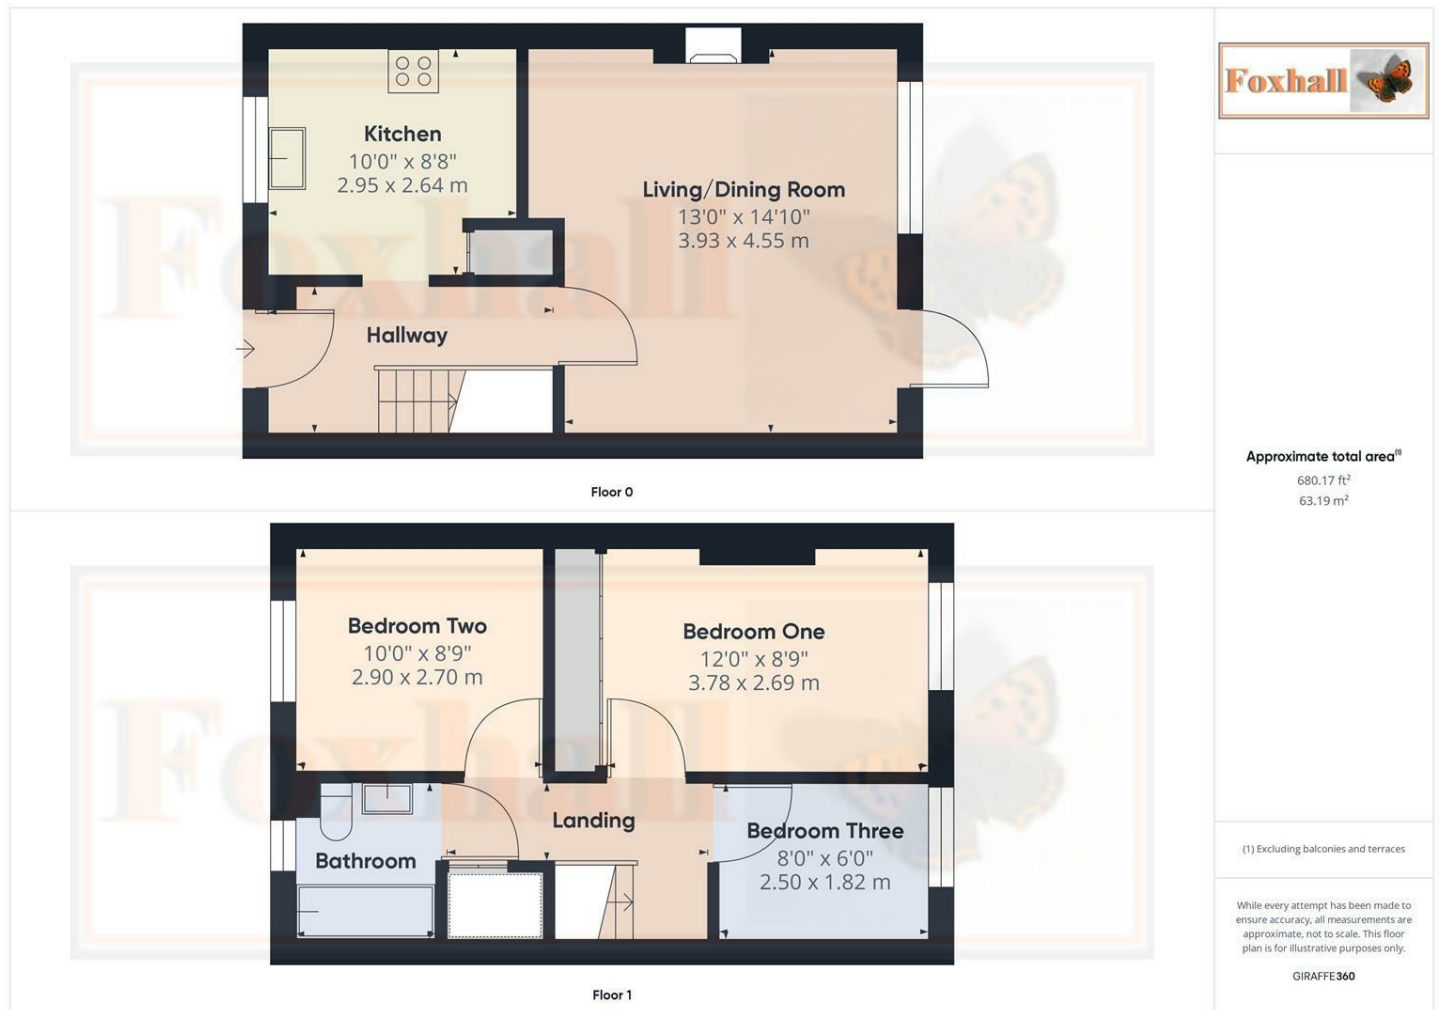 Kitchen
10'0" x 8'8"
2.95 x 2.64 m
Living/Dining Room
13'0" x 14'10"
3.93 x 4.55 m
Foxhall
Hallway
Floor 0
Bedroom Two
10'0" x 8'9"
2.90 x 2.70 m
Bedroom One
12'0" x 8'9"
3.78 x 2.69 m
Foxhall
Landing
Bathroom
Bedroom Three
8'0" x 6'0"
2.50 x 1.82 m
Floor 1
Foxhall
Approximate total area(1)
680.17 ft²
63.19 m²
(1) Excluding balconies and terraces
While every attempt has been made to
ensure accuracy, all measurements are
approximate, not to scale. This floor
plan is for illustrative purposes only.
GIRAFFE360